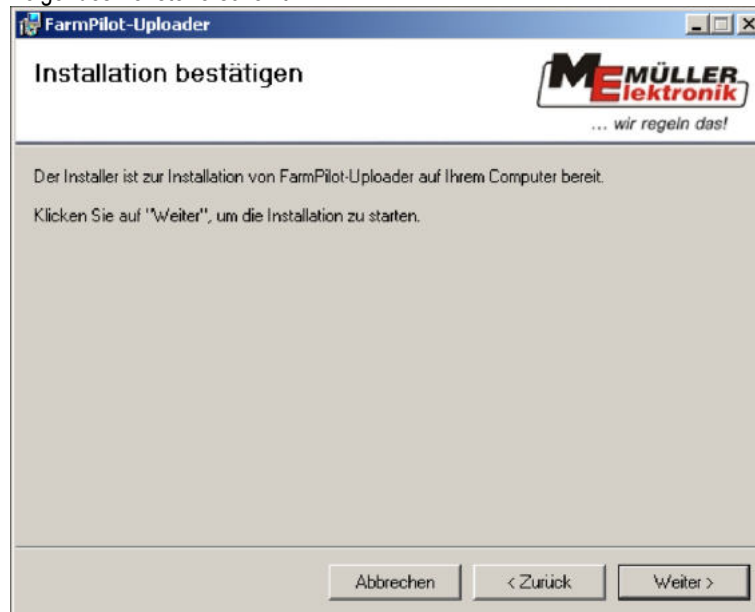 FarmPilot-Uploader
Installation bestätigen
ME MÜLLER
Elektronik
... wir regeln das!
Der Installer ist zur Installation von FarmPilot-Uploader auf Ihrem Computer bereit.
Klicken Sie auf "Weiter", um die Installation zu starten.
Abbrechen
< Zurück
Weiter >